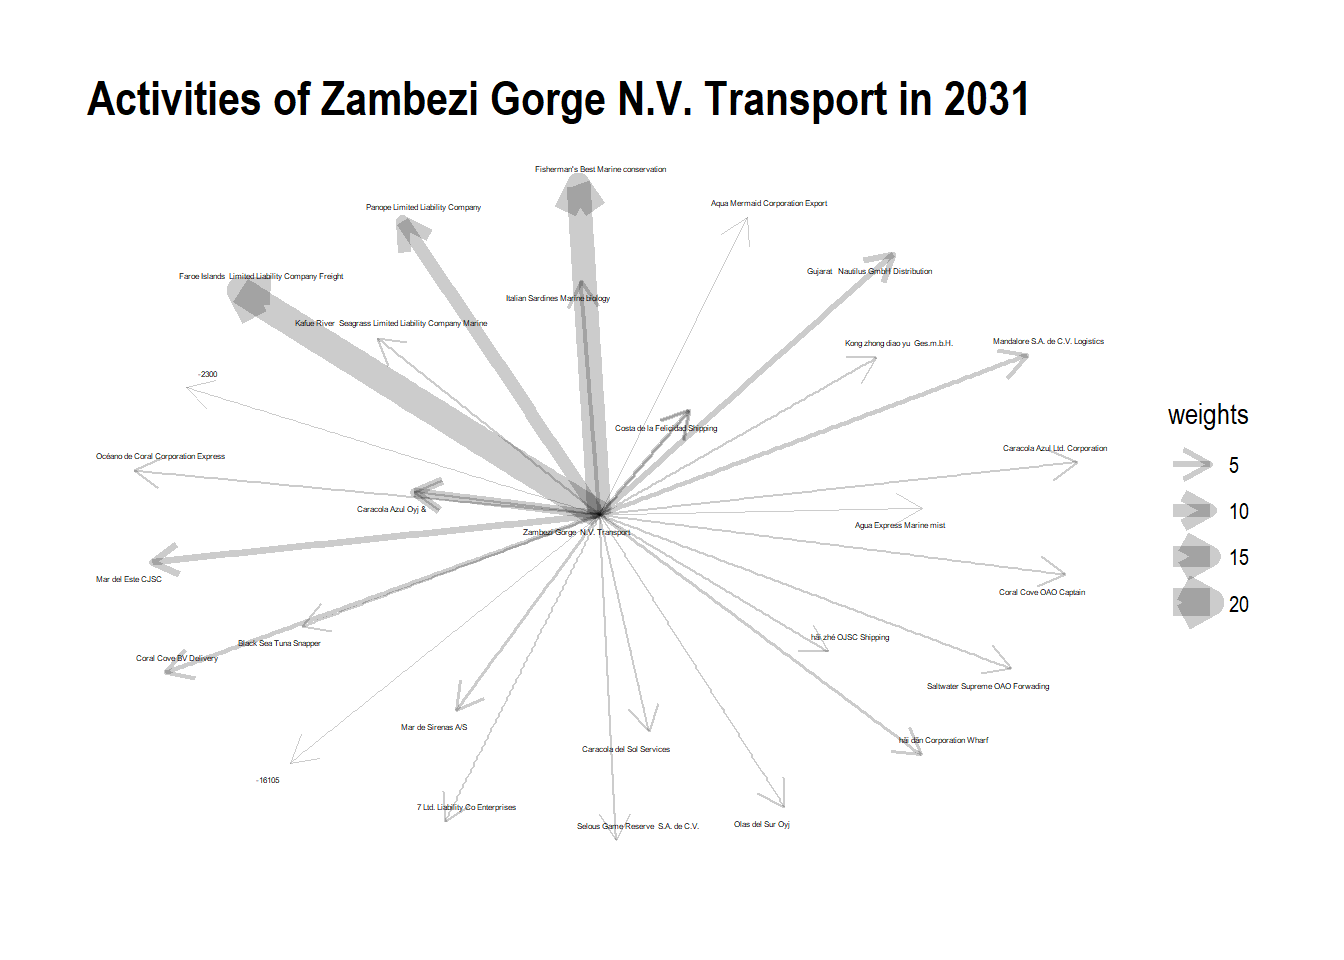 Activities of Zambezi Gorge N.V. Transport in 2031
Fisherman's Best Marine conservation
Aqua Mermaid Corporation Export
Panope Limited Liability Company
Gujarat Nautilus GmbH Distribution
Faroe Islands Limited Liability Company Freight
Italian Sardines Marine biology
Kafue River Seagrass Limited Liability Company Marine
Kong zhong diao yu Ges.m.b.H.
Mandalore S.A. de C.V. Logistics
-2300
weights
Costa de la Felicidad Shipping
Caracola Azul Ltd. Corporation
Océano de Coral Corporation Express
5
Caracola Azul Oyj &
10
Agua Express Marine mist
Zambezi Gorge N.V. Transport
15
Mar del Este CJSC
Coral Cove OAO Captain
20
hǎi zhé OJSC Shipping
Black Sea Tuna Snapper
Coral Cove BV Delivery
Saltwater Supreme OAO Forwading
Mar de Sirenas A/S
hǎi dǎn Corporation Wharf
Caracola del Sol Services
-16105
7 Ltd. Liability Co Enterprises
Selous Game Reserve S.A. de C.V.
Olas del Sur Oyj